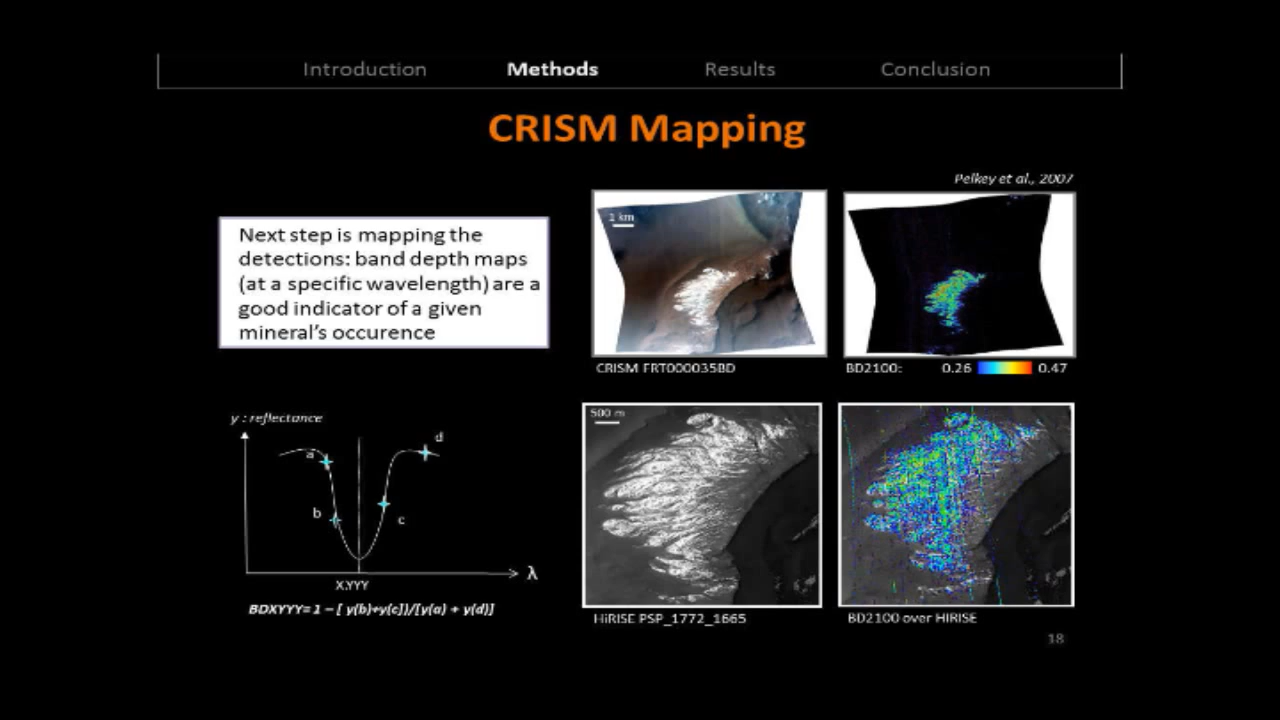 Introduction Methods Results Conclusion
CRISM Mapping
Pelkey et al., 2007
Next step is mapping the
detections: band depth maps
(at a specific wavelength) are a
good indicator of a given
mineral's occurence
1 km
CRISM FRT000035BD
BD2100: 0.26 0.47
y : reflectance
a
b
c
d
λ
X.YYY
BDXYYY= 1 – [ y(b)+y(c])/[y(a) + y(d)]
500 m
HiRISE PSP_1772_1665
BD2100 over HIRISE
18